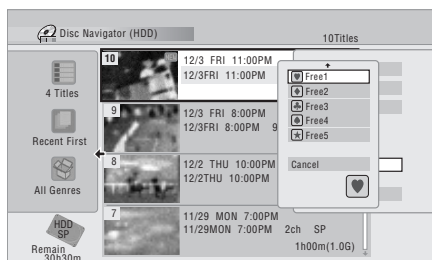 Disc Navigator (HDD)
10Titles
4 Titles
Recent First
All Genres
HDD
SP
Remain
30h30m
10
12/3 FRI 11:00PM
12/3FRI 11:00PM
9
12/3 FRI 8:00PM
12/3FRI 8:00PM 9
8
12/2 THU 10:00PM
12/2THU 10:00PM
7
11/29 MON 7:00PM
11/29MON 7:00PM 2ch SP
1h00m(1.0G)
Free1
Free2
Free3
Free4
Free5
Cancel